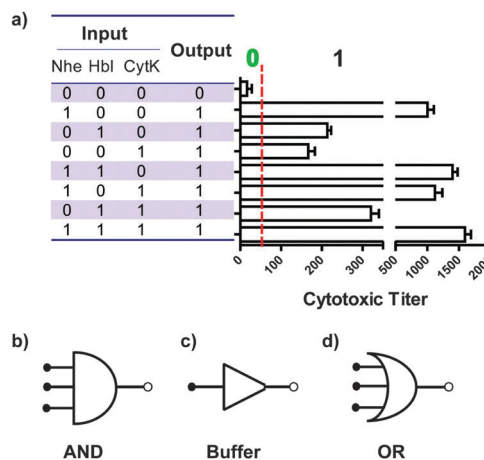 a)
Input Output
Nhe Hbl CytK
0 1
0 0 0 0
1 0 0 1
0 1 0 1
0 0 1 1
1 1 0 1
1 0 1 1
0 1 1 1
1 1 1 1
0 100 200 300 500 1000 1500 2000
Cytotoxic Titer
b) c) d)
AND Buffer OR